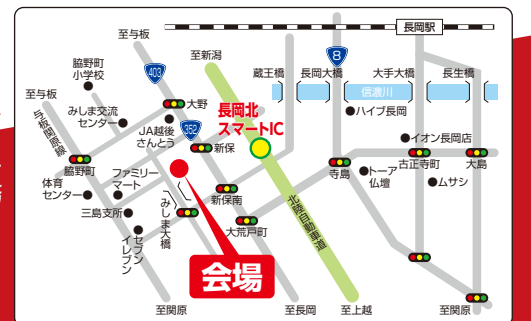 長岡駅
至与板
至新潟
8
蔵王橋
長岡大橋
大手大橋
長生橋
信濃川
脇野町
小学校
403
至与板
与板関原線
みしま交流
センター
大野
JA越後
さんとう
352
新保
長岡北
スマートIC
ハイブ長岡
イオン長岡店
古正寺町
大島
寺島
トーア
仏壇
ムサシ
脇野町
体育
センター
ファミリー
マート
三島支所
セブン
イレブン
みしま大橋
新保南
大荒戸町
北陸自動車道
会場
至関原
至長岡
至上越
至関原